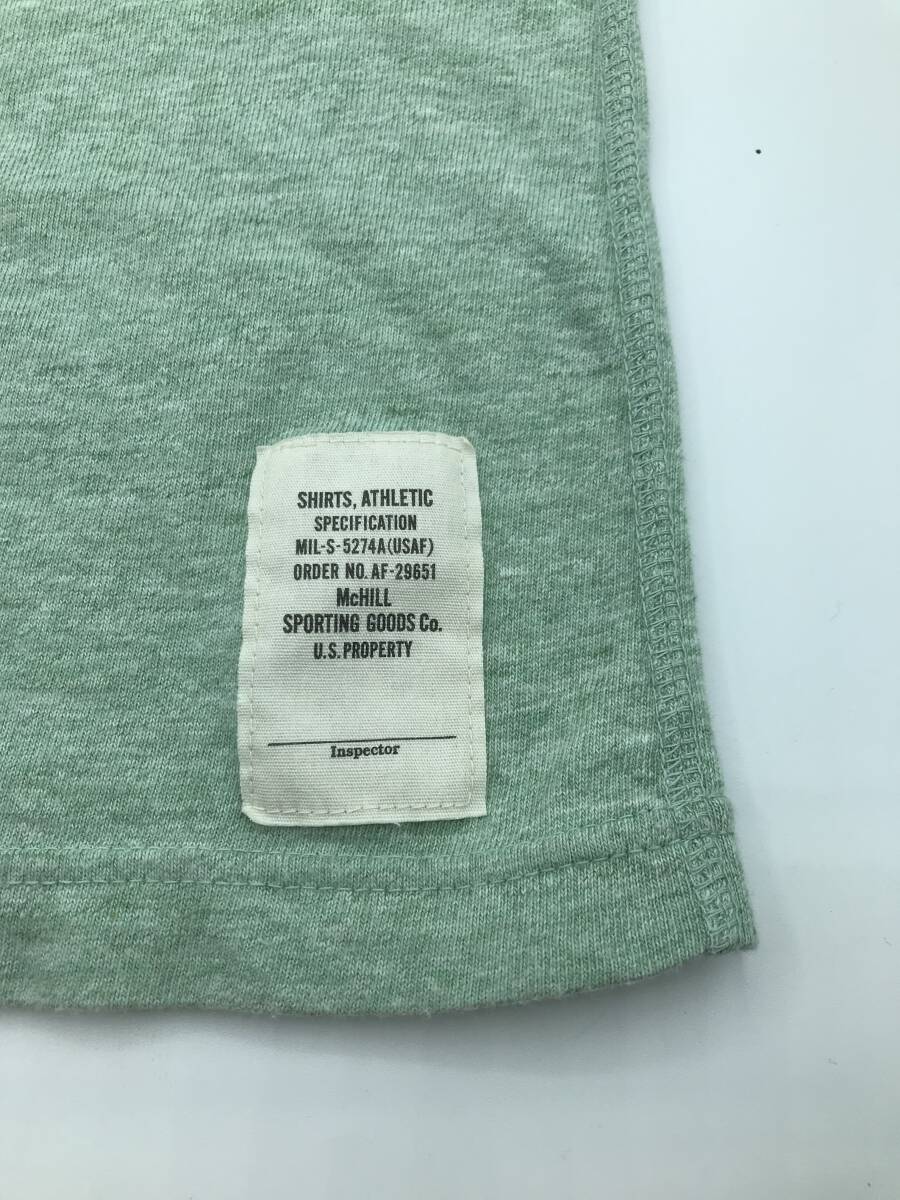 SHIRTS, ATHLETIC
SPECIFICATION
MIL-S-5274A(USAF)
ORDER NO. AF-29651
McHILL
SPORTING GOODS Co.
U.S. PROPERTY
Inspector